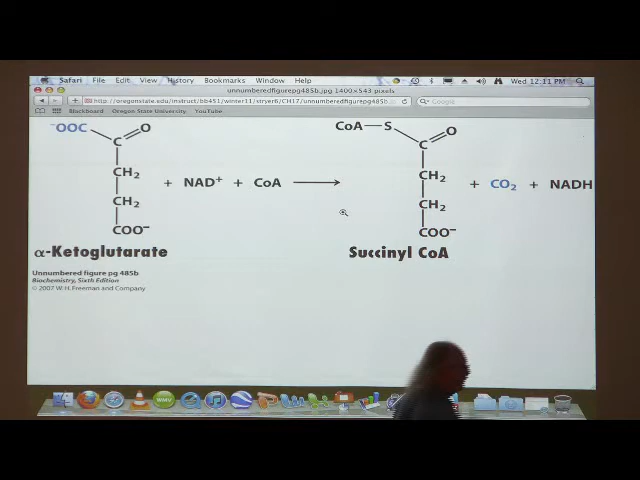 Safari File Edit View History Bookmarks Window Help Wed 12:11 PM
unnumberedfigurepg485b.jpg 1400×543 pixels
http://oregonstate.edu/instruct/bb451/winter11/stryer6/CH17/unnumberedfigurepg485b... Google
Blackboard Oregon State University YouTube
⁻OOC O CoA—S O
C C
CH₂ CH₂
+ NAD⁺ + CoA + CO₂ + NADH
CH₂ CH₂
COO⁻ COO⁻
α-Ketoglutarate Succinyl CoA
Unnumbered figure pg 485b
Biochemistry, Sixth Edition
© 2007 W. H. Freeman and Company
WMV